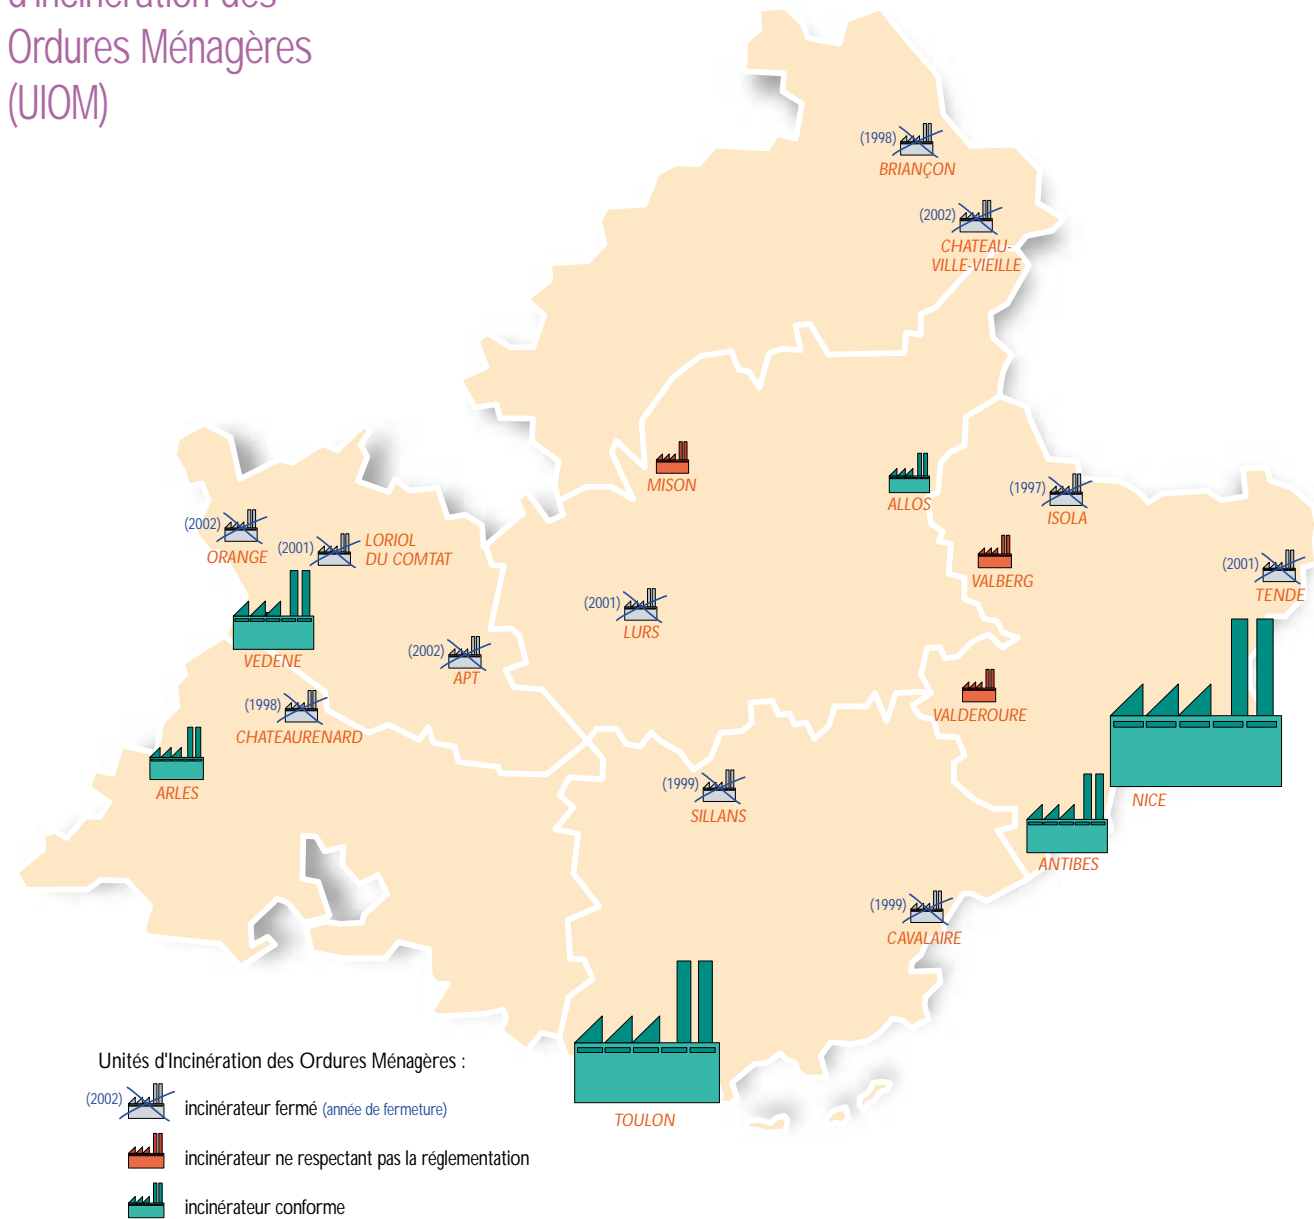 d'Incinération des
Ordures Ménagères
(UIOM)
(1998)
BRIANÇON
(2002)
CHATEAU-
VILLE-VIEILLE
MISON
ALLOS
(1997)
ISOLA
(2002)
ORANGE
(2001)
LORIOL
DU COMTAT
VALBERG
(2001)
TENDE
(2001)
LURS
VEDENE
(2002)
APT
VALDEROURE
(1998)
CHATEAURENARD
ARLES
(1999)
SILLANS
NICE
ANTIBES
(1999)
CAVALAIRE
TOULON
Unités d'Incinération des Ordures Ménagères :
(2002)
incinérateur fermé (année de fermeture)
incinérateur ne respectant pas la réglementation
incinérateur conforme